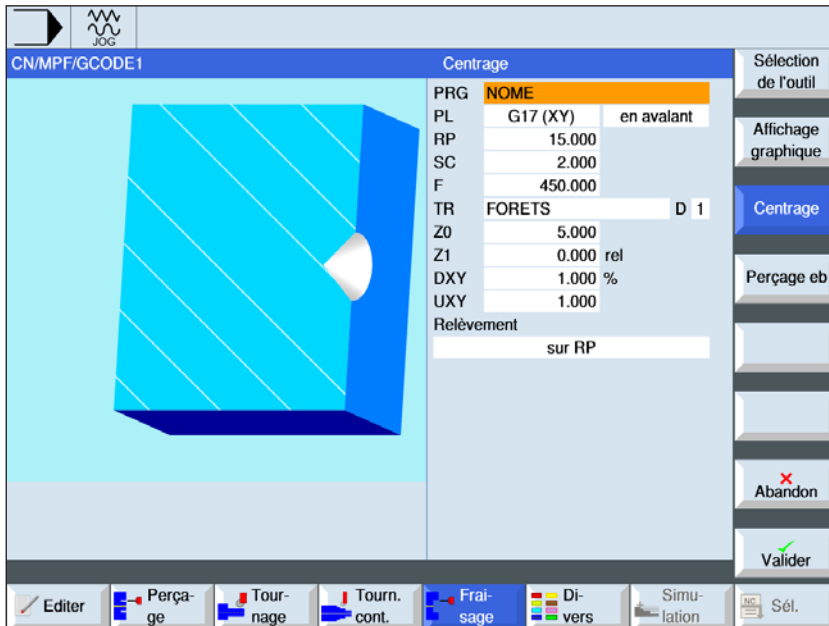 JOG
CN/MPF/GCODE1
Centrage
PRG NOME
PL G17 (XY) en avalant
RP 15.000
SC 2.000
F 450.000
TR FORETS D 1
Z0 5.000
Z1 0.000 rel
DXY 1.000 %
UXY 1.000
Relèvement
sur RP
Sélection
de l'outil
Affichage
graphique
Centrage
Perçage eb
Abandon
Valider
Editer
Perça-
ge
Tour-
nage
Tourn.
cont.
Frai-
sage
Di-
vers
Simu-
lation
NC
Sél.